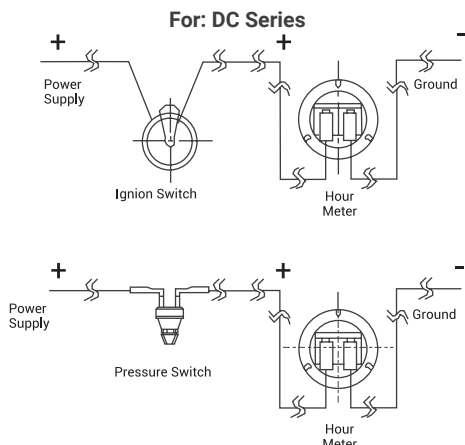 For: DC Series
+
+
-
Power
Supply
Ground
Ignion Switch
Hour
Meter
+
+
-
Power
Supply
Ground
Pressure Switch
Hour
Meter